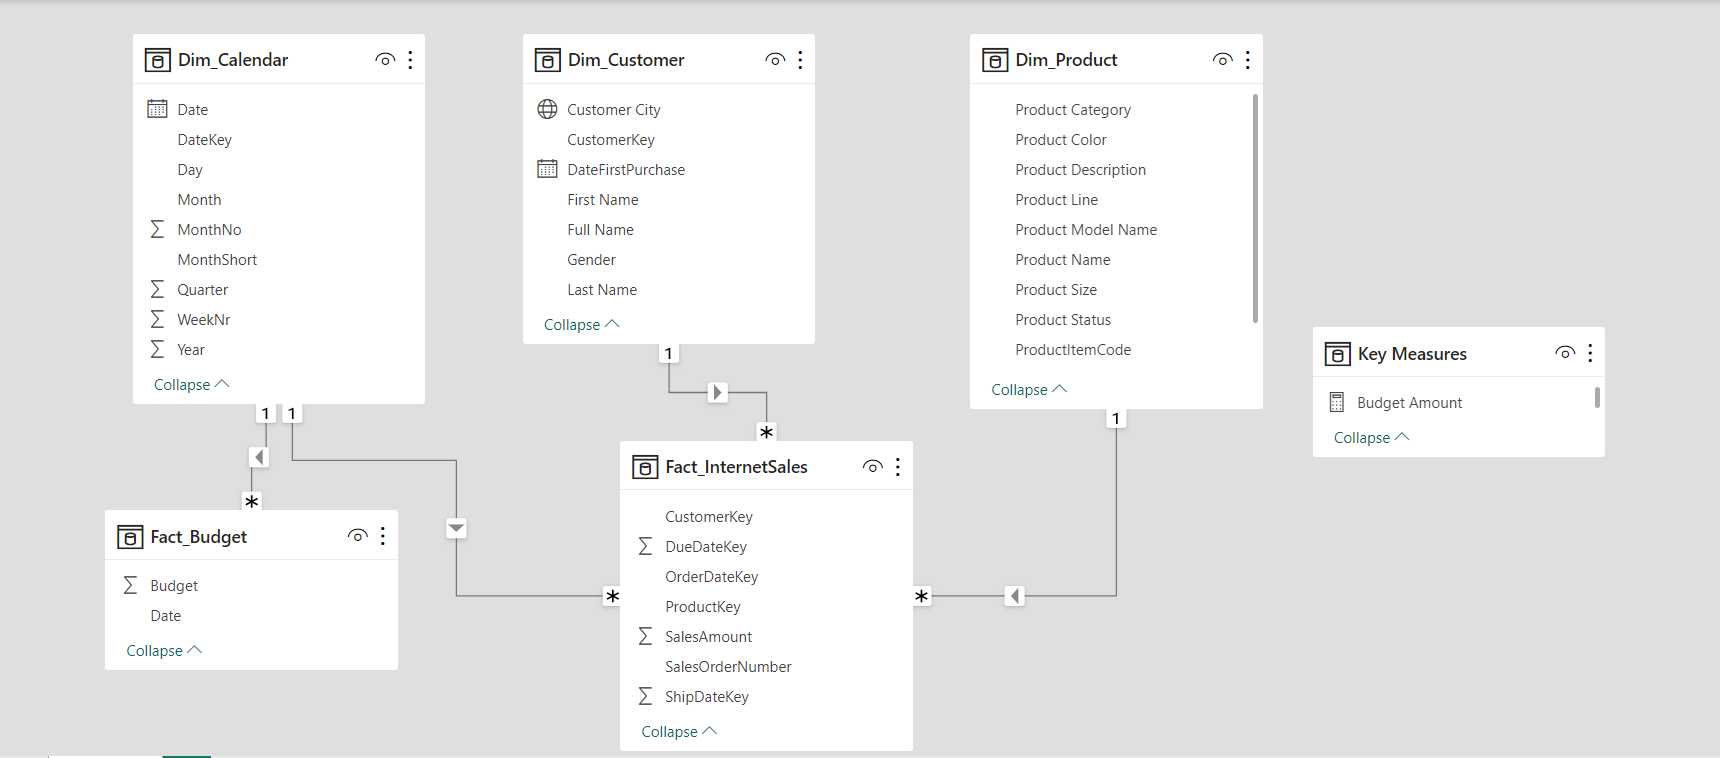 Dim_Calendar
Date
DateKey
Day
Month
MonthNo
MonthShort
Quarter
WeekNr
Year
Collapse
1
1
Dim_Customer
Customer City
CustomerKey
DateFirstPurchase
First Name
Full Name
Gender
Last Name
Collapse
1
Dim_Product
Product Category
Product Color
Product Description
Product Line
Product Model Name
Product Name
Product Size
Product Status
ProductItemCode
Collapse
1
Key Measures
Budget Amount
Collapse
*
Fact_Budget
Budget
Date
Collapse
*
*
*
Fact_InternetSales
CustomerKey
DueDateKey
OrderDateKey
ProductKey
SalesAmount
SalesOrderNumber
ShipDateKey
Collapse